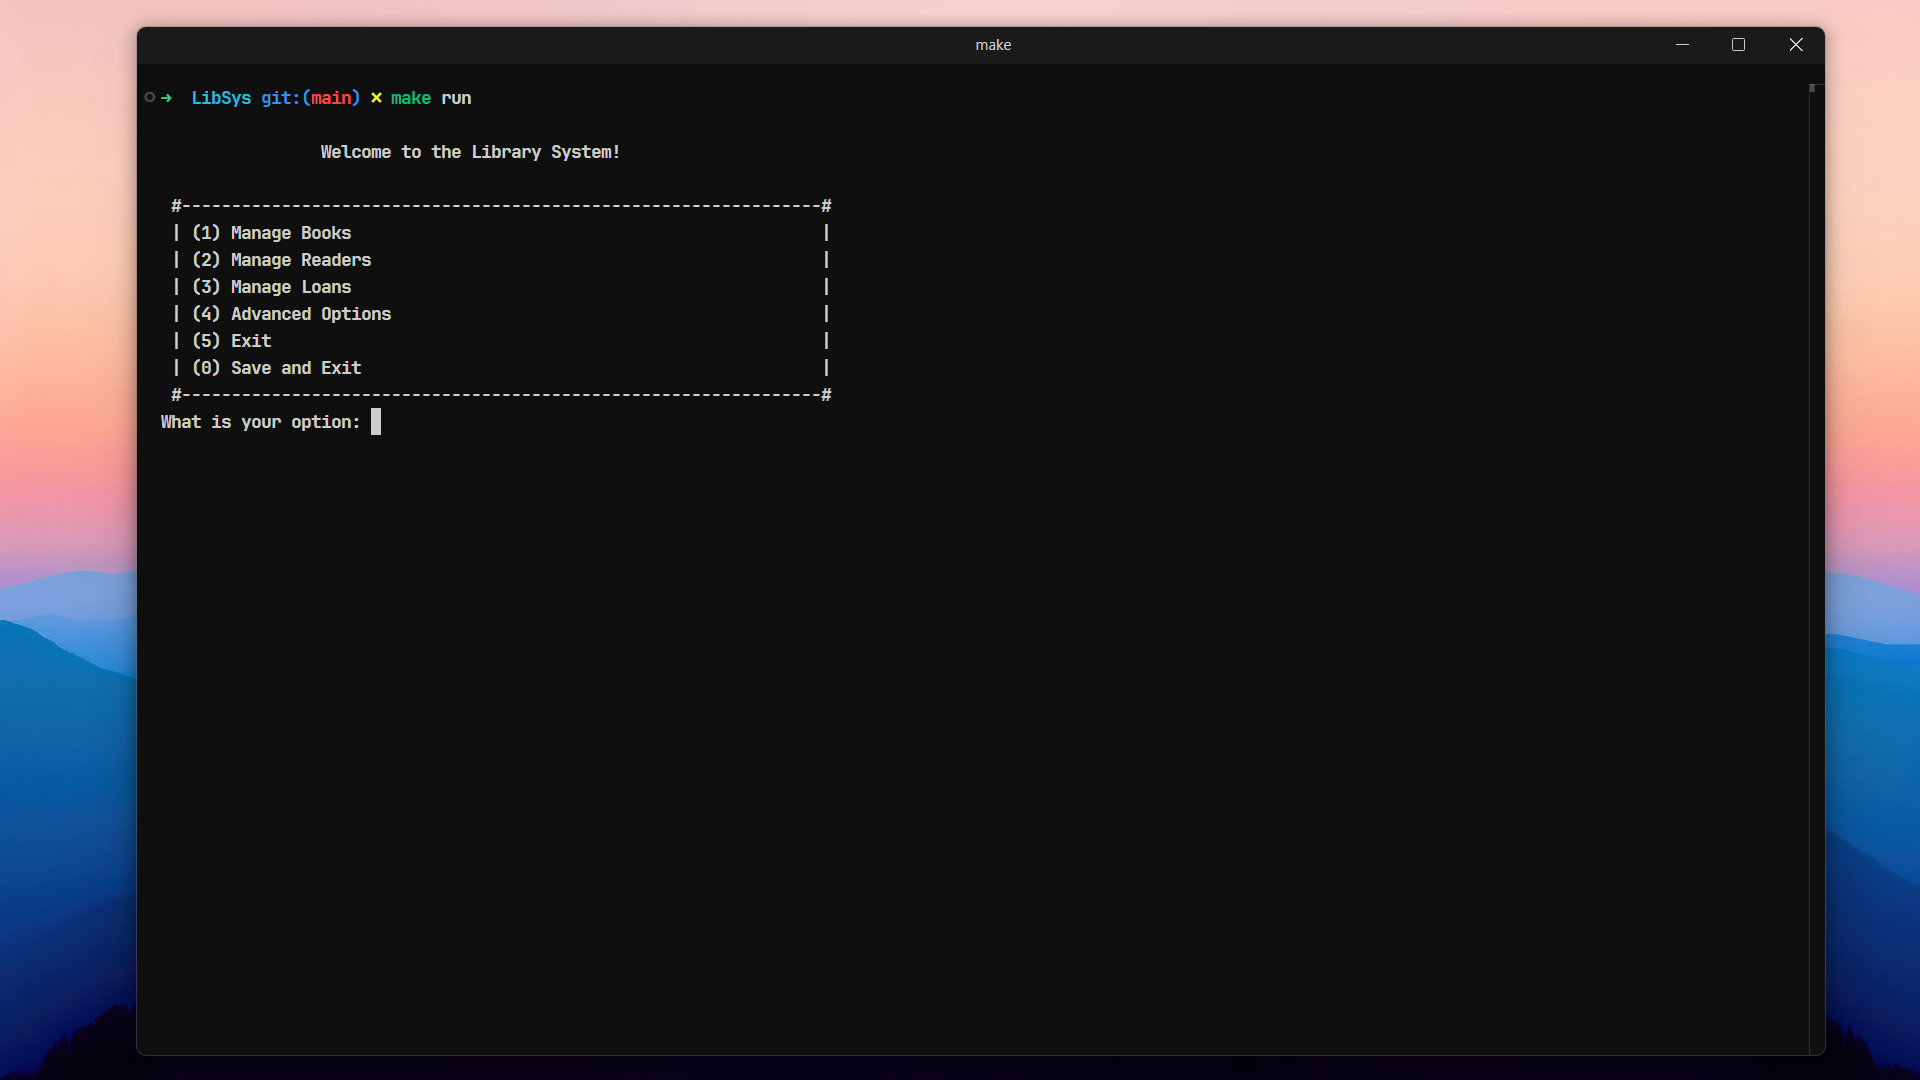 make
➜ LibSys git:(main) ✗ make run
Welcome to the Library System!
#----------------------------------------------------------------#
| (1) Manage Books |
| (2) Manage Readers |
| (3) Manage Loans |
| (4) Advanced Options |
| (5) Exit |
| (0) Save and Exit |
#----------------------------------------------------------------#
What is your option: